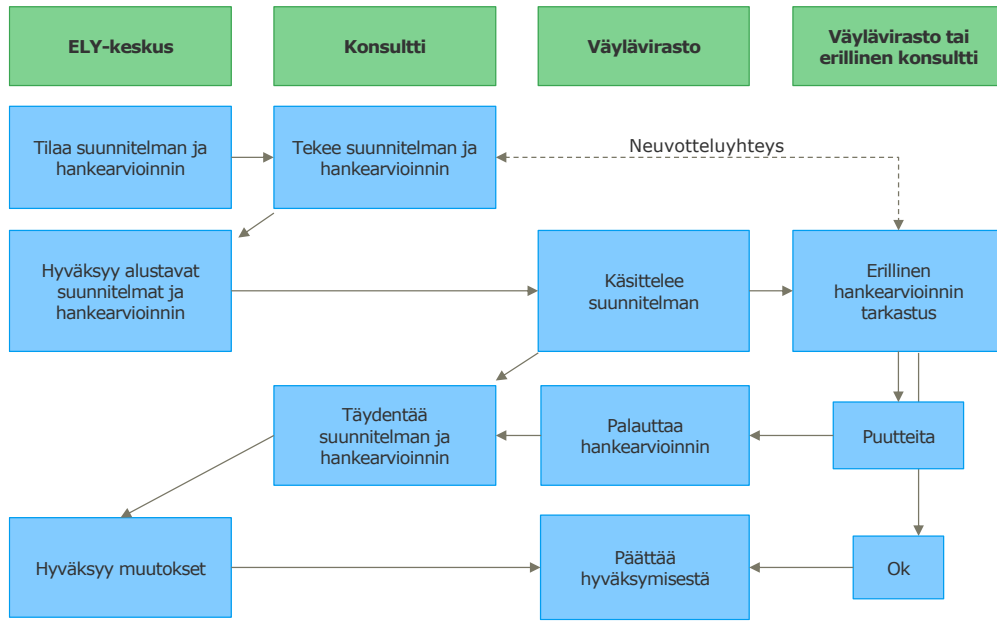 ELY-keskus
Konsultti
Väylävirasto
Väylävirasto tai
erillinen konsultti
Tilaa suunnitelman ja
hankearvioinnin
Tekee suunnitelman ja
hankearvioinnin
Neuvotteluyhteys
Hyväksyy alustavat
suunnitelmat ja
hankearvioinnin
Käsittelee
suunnitelman
Erillinen
hankearvioinnin
tarkastus
Täydentää
suunnitelman ja
hankearvioinnin
Palauttaa
hankearvioinnin
Puutteita
Hyväksyy muutokset
Päättää
hyväksymisestä
Ok